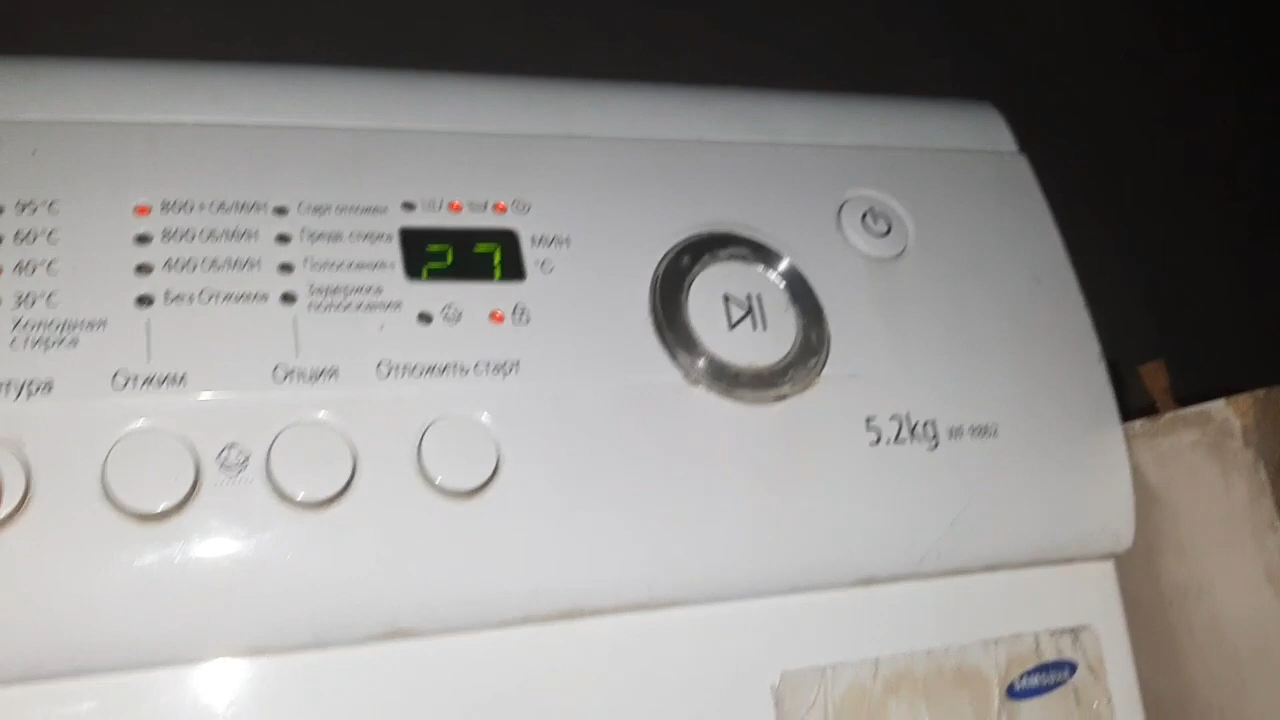 95°C
60°C
40°C
30°C
Холодная
стирка
800+ ОБ/МИН
800 ОБ/МИН
400 ОБ/МИН
Без Отжима
Старт отложен
Предв. стирка
Полоскание+
Задержка
полоскания
27
МИН
°C
тура
Отжим
Опции
Отложить старт
5.2kg
SAMSUNG